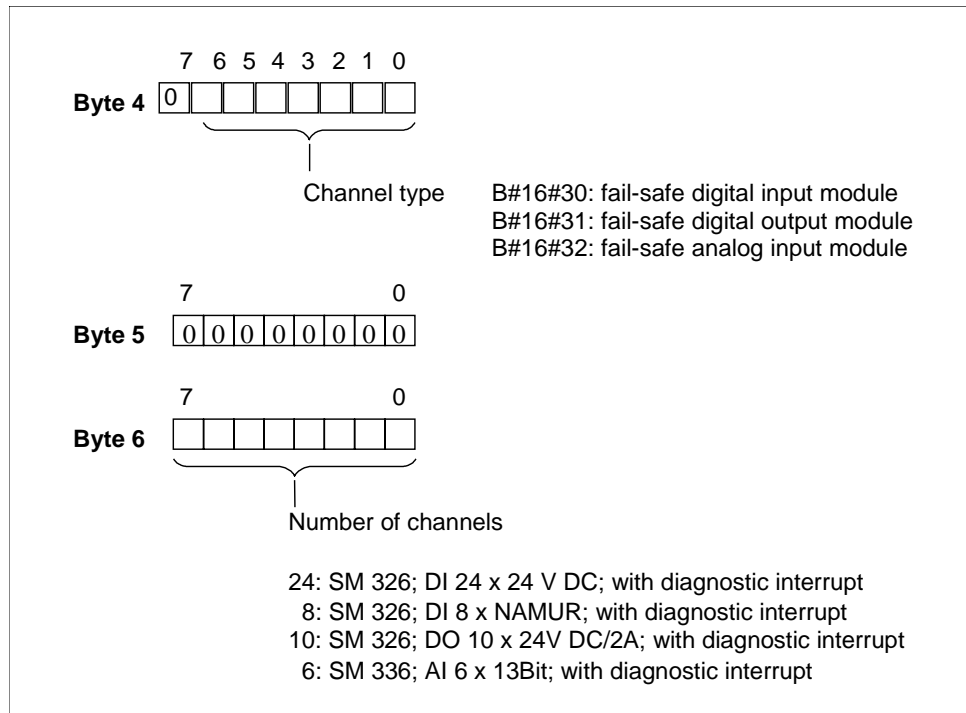 7 6 5 4 3 2 1 0
Byte 4 0
Channel type B#16#30: fail-safe digital input module
B#16#31: fail-safe digital output module
B#16#32: fail-safe analog input module
7 0
Byte 5 0 0 0 0 0 0 0 0
7 0
Byte 6
Number of channels
24: SM 326; DI 24 x 24 V DC; with diagnostic interrupt
8: SM 326; DI 8 x NAMUR; with diagnostic interrupt
10: SM 326; DO 10 x 24V DC/2A; with diagnostic interrupt
6: SM 336; AI 6 x 13Bit; with diagnostic interrupt